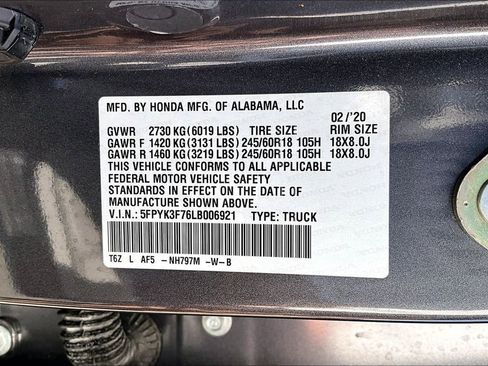 MFD. BY HONDA MFG. OF ALABAMA, LLC
02/'20
GVWR 2730 KG(6019 LBS) TIRE SIZE RIM SIZE
GAWR F 1420 KG(3131 LBS)245/60R18 105H 18X8.0J
GAWR R 1460 KG(3219 LBS)245/60R18 105H 18X8.0J
THIS VEHICLE CONFORMS TO ALL APPLICABLE
FEDERAL MOTOR VEHICLE SAFETY
STANDARDS IN EFFECT ON THE DATE OF
MANUFACTURE SHOWN ABOVE.
V.I.N.: 5FPYK3F76LB006921 TYPE: TRUCK
T6Z L AF5 -NH797M -W-B